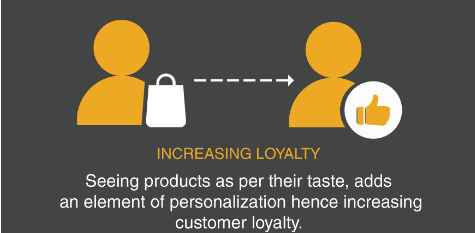 INCREASING LOYALTY
Seeing products as per their taste, adds
an element of personalization hence increasing
customer loyalty.